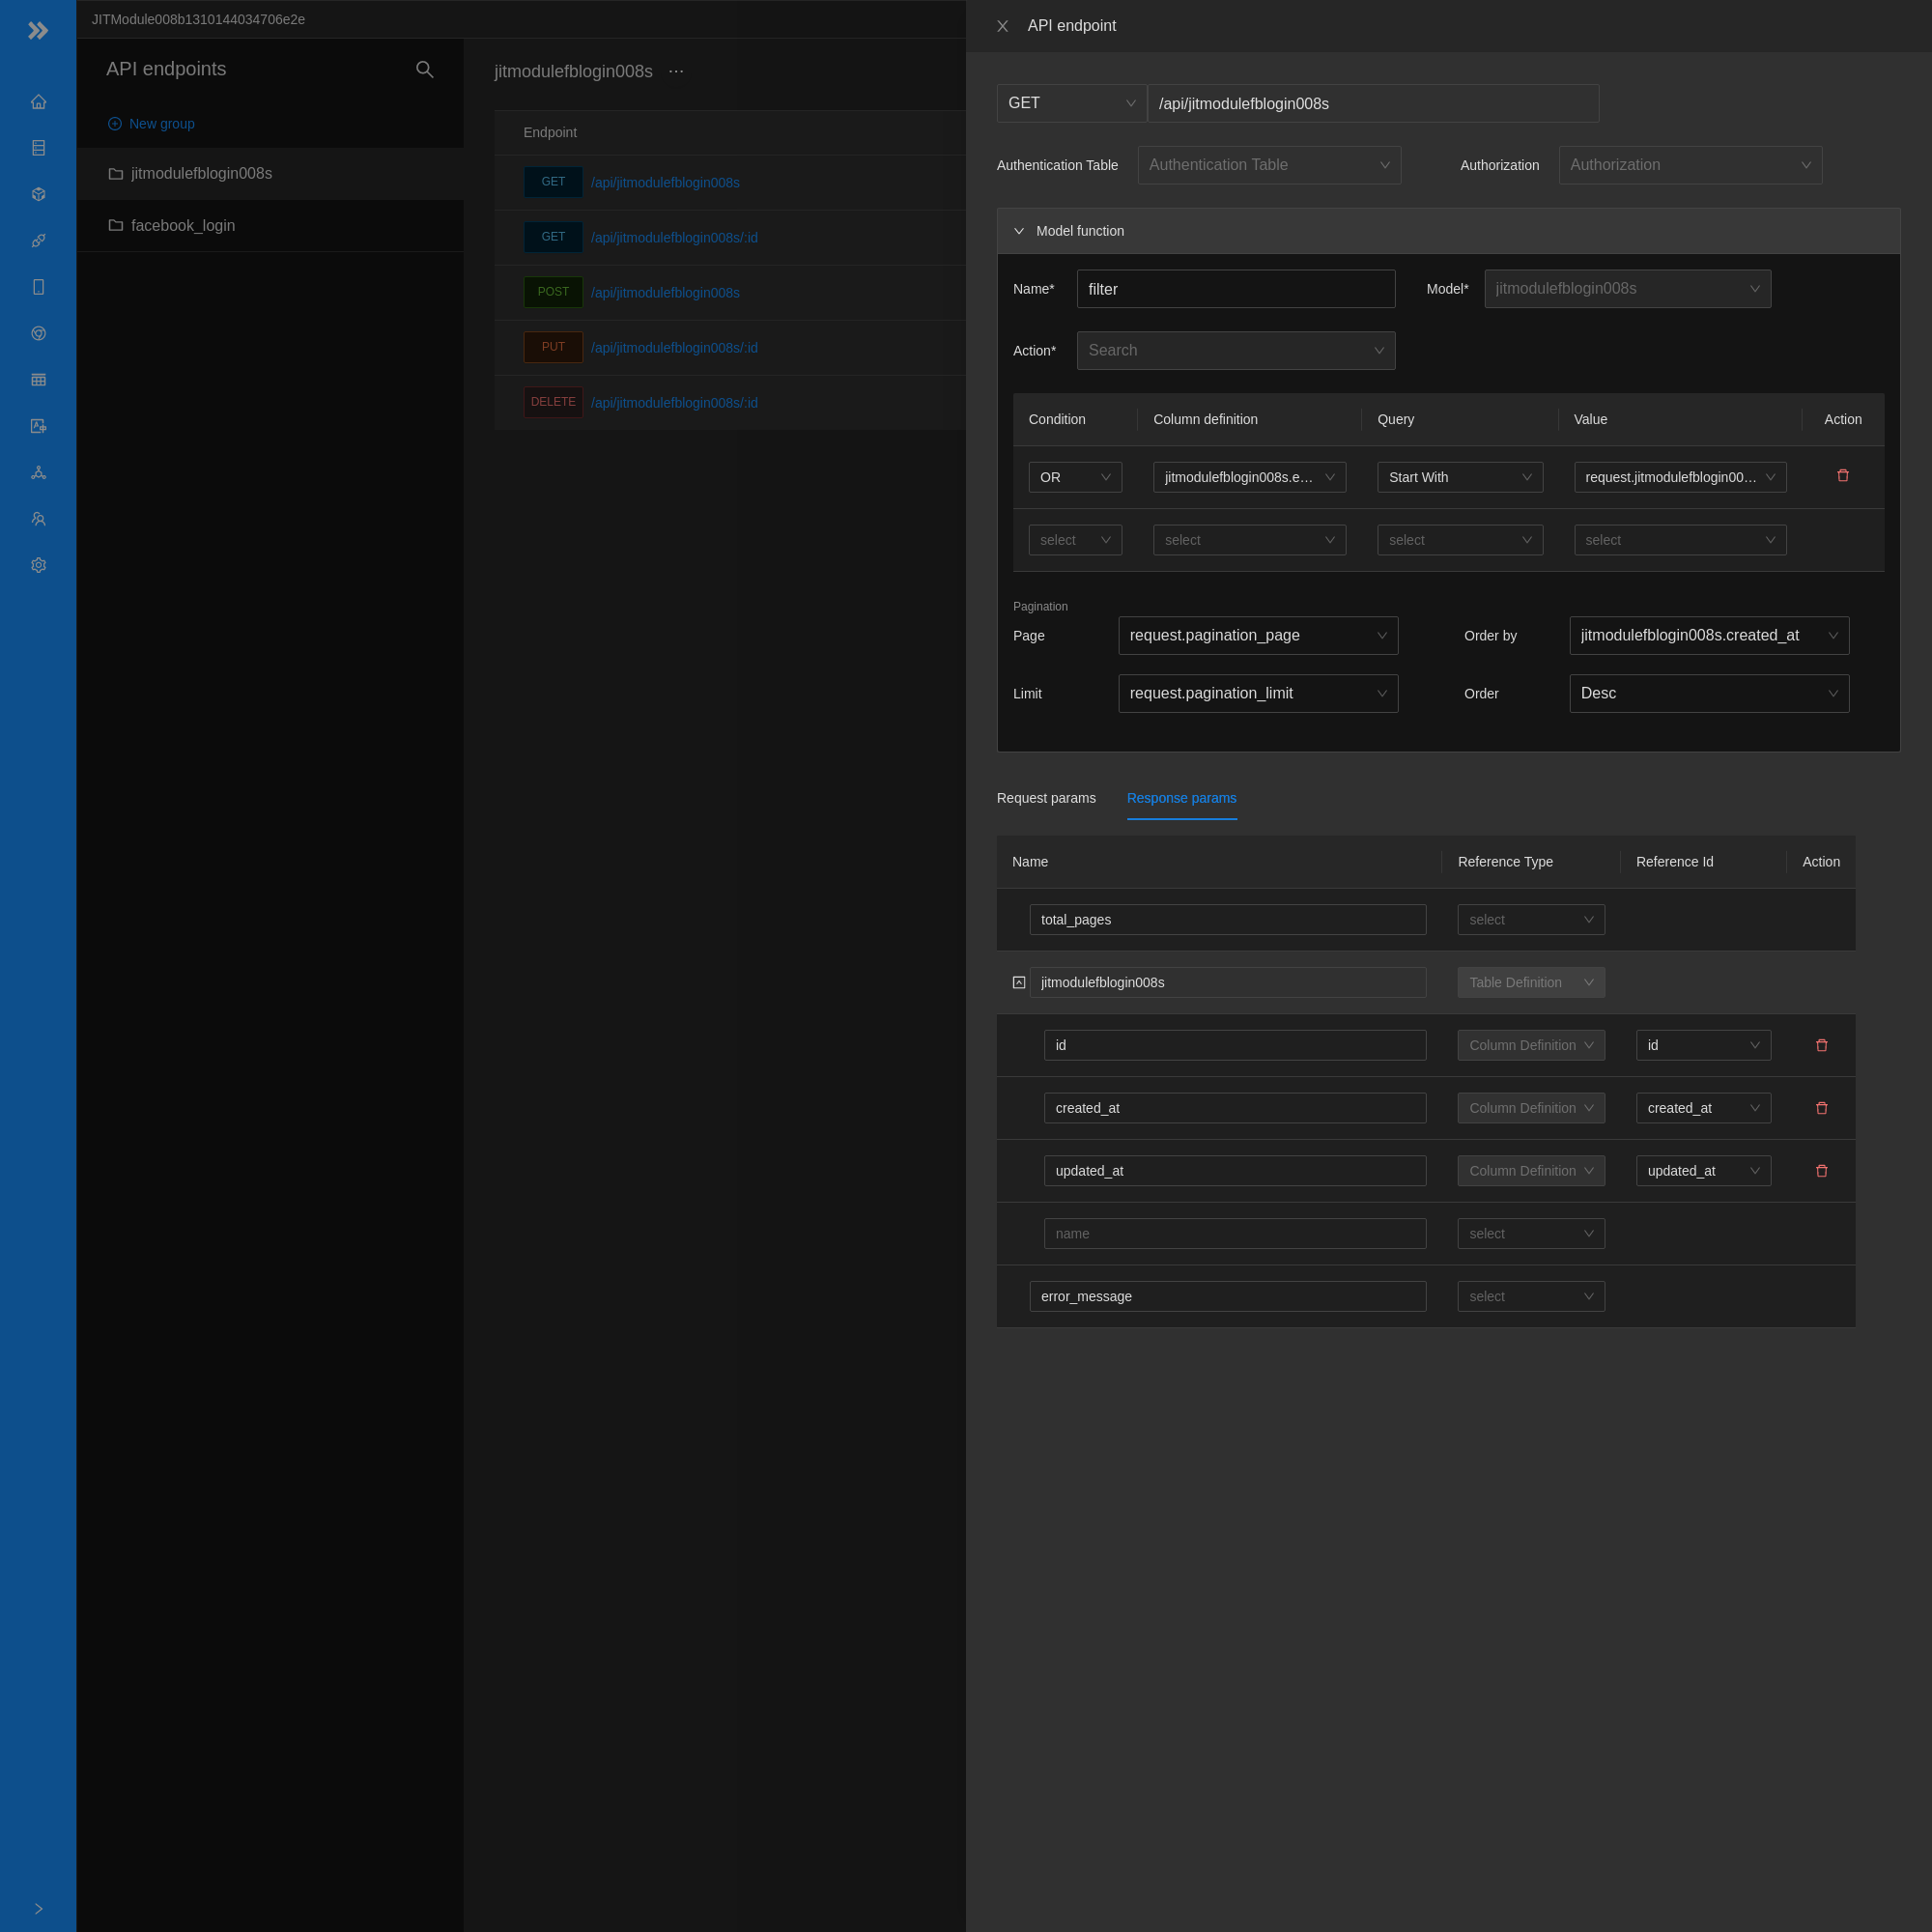 JITModule008b1310144034706e2e
API endpoints
New group
jitmodulefblogin008s
facebook_login
jitmodulefblogin008s ···
Endpoint
GET /api/jitmodulefblogin008s
GET /api/jitmodulefblogin008s/:id
POST /api/jitmodulefblogin008s
PUT /api/jitmodulefblogin008s/:id
DELETE /api/jitmodulefblogin008s/:id
API endpoint
GET /api/jitmodulefblogin008s
Authentication Table Authentication Table Authorization Authorization
Model function
Name* filter Model* jitmodulefblogin008s
Action* Search
Condition Column definition Query Value Action
OR jitmodulefblogin008s.e... Start With request.jitmodulefblogin00...
select select select select
Pagination
Page request.pagination_page Order by jitmodulefblogin008s.created_at
Limit request.pagination_limit Order Desc
Request params Response params
Name Reference Type Reference Id Action
total_pages select
jitmodulefblogin008s Table Definition
id Column Definition id
created_at Column Definition created_at
updated_at Column Definition updated_at
name select
error_message select